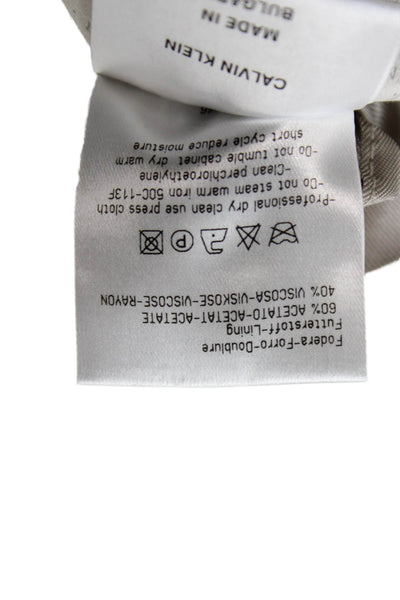 CALVIN KLEIN
MADE IN
Fodera-Forro-Doublure
Futterstoff-Lining
60% ACETATO-ACETAT-ACETATE
40% VISCOSA-VISKOSE-VISCOSE-RAYON
P
-Professional dry clean use press cloth
-Do not steam warm iron 50C-113F
-Clean perchloroethylene
-Do not tumble cabinet dry warm
short cycle reduce moisture